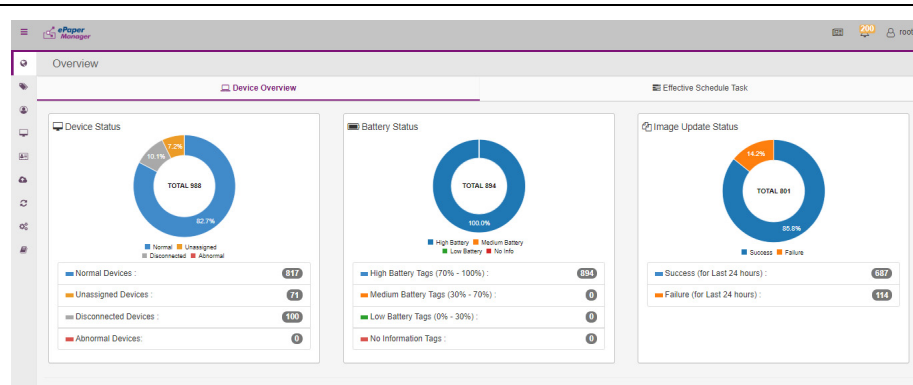 ePaper
Manager
200
root
Overview
Device Overview
Effective Schedule Task
Device Status
7.2%
10.1%
TOTAL 988
82.7%
Normal Unassigned
Disconnected Abnormal
Normal Devices : 817
Unassigned Devices : 71
Disconnected Devices : 100
Abnormal Devices: 0
Battery Status
TOTAL 894
100.0%
High Battery Medium Battery
Low Battery No Info
High Battery Tags (70% - 100%) : 894
Medium Battery Tags (30% - 70%) : 0
Low Battery Tags (0% - 30%) : 0
No Information Tags : 0
Image Update Status
14.2%
TOTAL 801
85.8%
Success Failure
Success (for Last 24 hours) : 687
Failure (for Last 24 hours) : 114